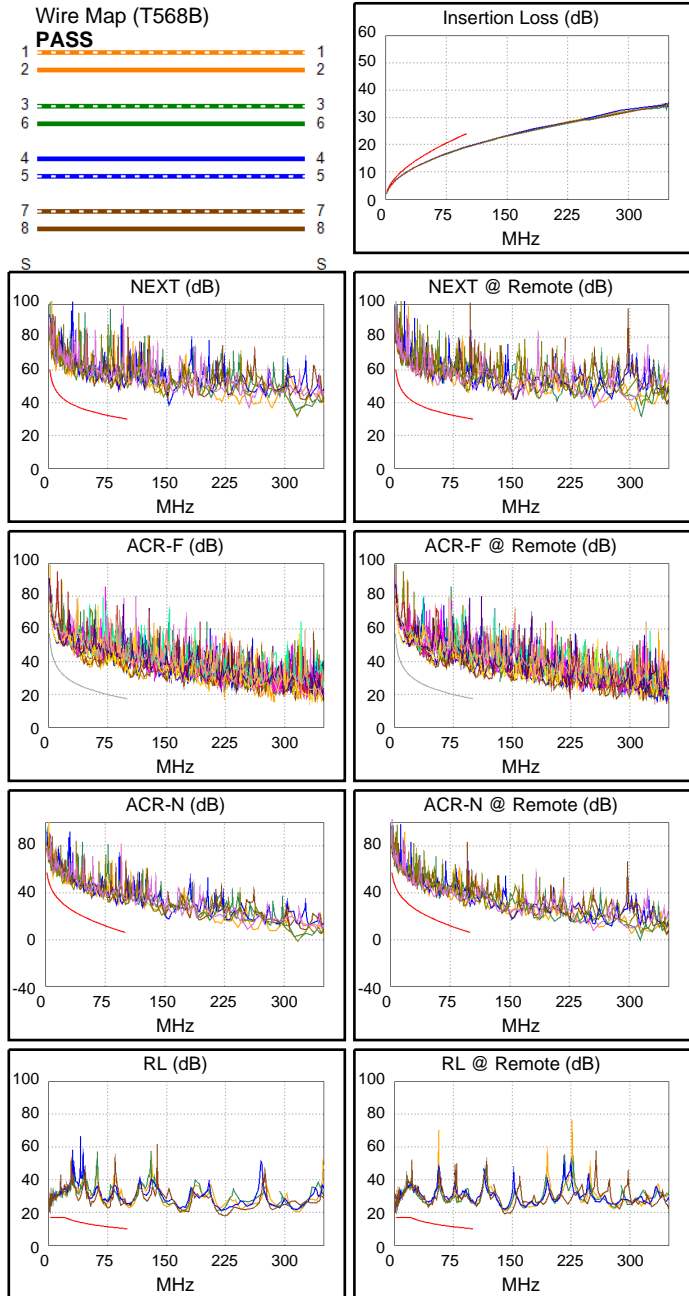 Wire Map (T568B)
PASS
1 1
2 2
3 3
6 6
4 4
5 5
7 7
8 8
S S
Insertion Loss (dB)
60
50
40
30
20
10
0
0 75 150 225 300
MHz
NEXT (dB)
100
80
60
40
20
0
0 75 150 225 300
MHz
NEXT @ Remote (dB)
100
80
60
40
20
0
0 75 150 225 300
MHz
ACR-F (dB)
100
80
60
40
20
0
0 75 150 225 300
MHz
ACR-F @ Remote (dB)
100
80
60
40
20
0
0 75 150 225 300
MHz
ACR-N (dB)
80
40
0
-40
0 75 150 225 300
MHz
ACR-N @ Remote (dB)
80
40
0
-40
0 75 150 225 300
MHz
RL (dB)
100
80
60
40
20
0
0 75 150 225 300
MHz
RL @ Remote (dB)
100
80
60
40
20
0
0 75 150 225 300
MHz